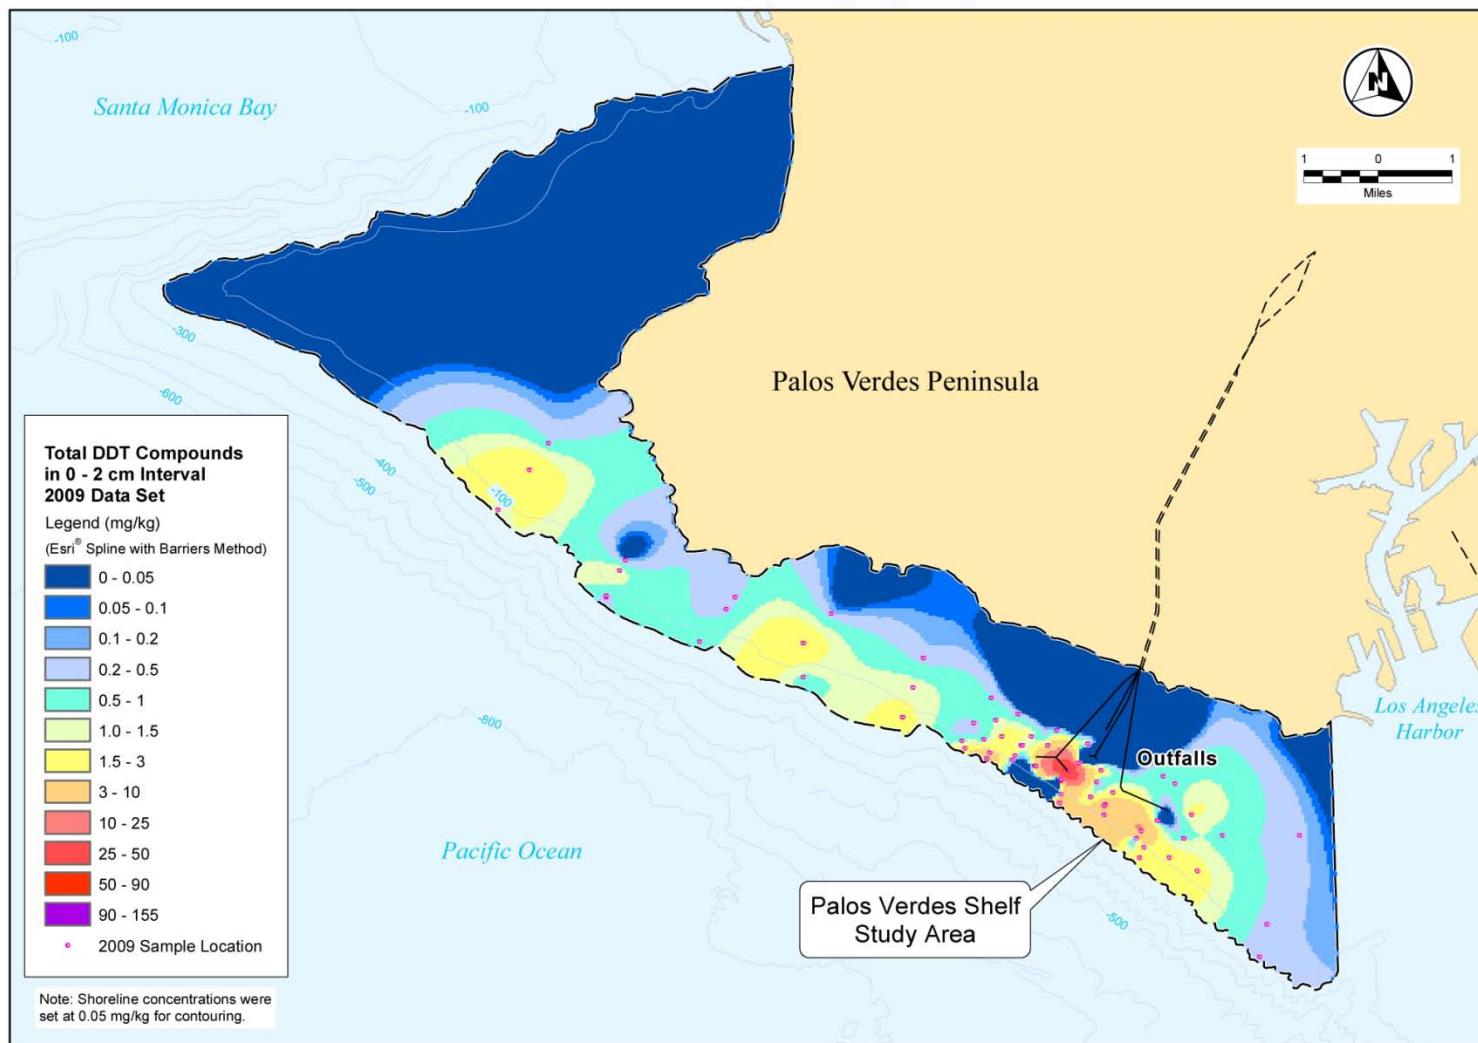 -100
Santa Monica Bay
-100
N
1 0 1
Miles
-300
-600
Palos Verdes Peninsula
-400
-500
-100
Total DDT Compounds
in 0 - 2 cm Interval
2009 Data Set
Legend (mg/kg)
(Esri® Spline with Barriers Method)
0 - 0.05
0.05 - 0.1
0.1 - 0.2
0.2 - 0.5
0.5 - 1
1.0 - 1.5
1.5 - 3
3 - 10
10 - 25
25 - 50
50 - 90
90 - 155
2009 Sample Location
Note: Shoreline concentrations were
set at 0.05 mg/kg for contouring.
-800
Pacific Ocean
Los Angeles
Harbor
Outfalls
Palos Verdes Shelf
Study Area
-500